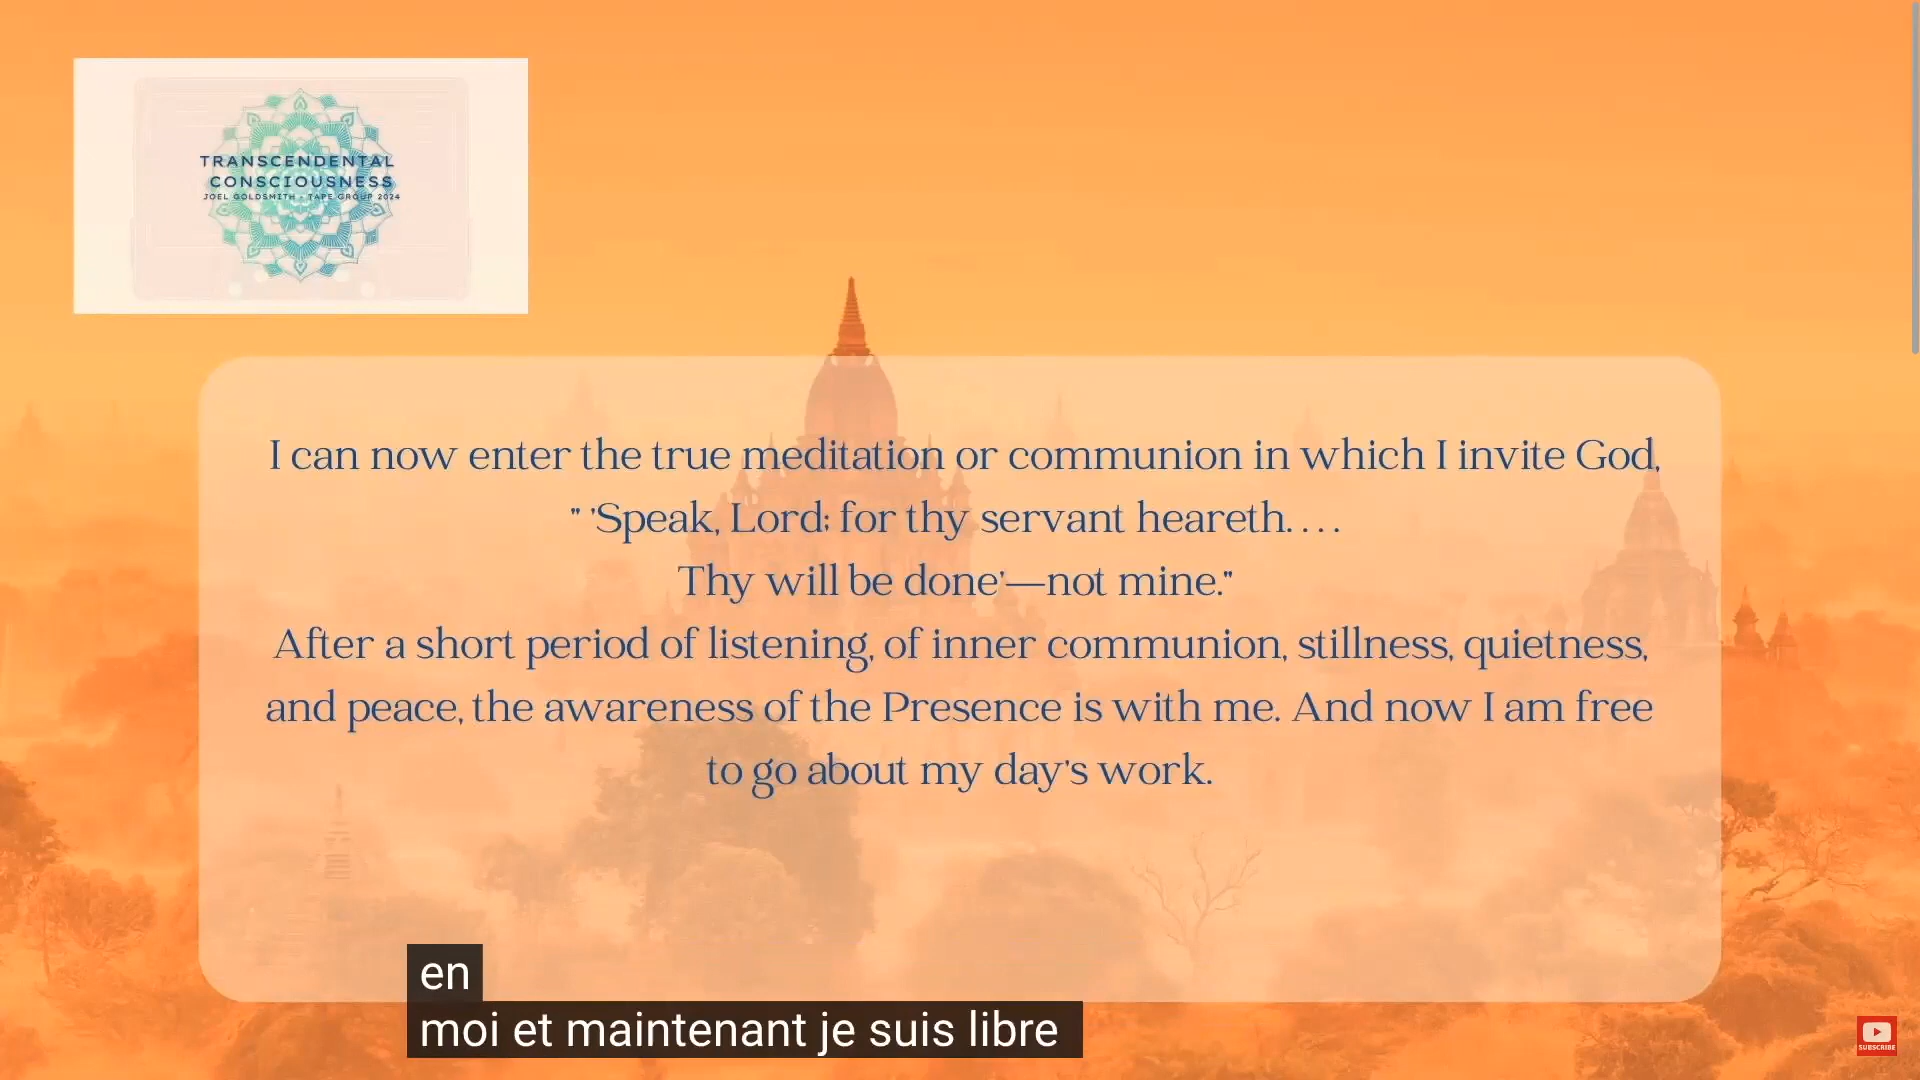 TRANSCENDENTAL
CONSCIOUSNESS
JOEL GOLDSMITH - TAPE GROUP 2024
I can now enter the true meditation or communion in which I invite God,
" 'Speak, Lord; for thy servant heareth. . . .
Thy will be done'—not mine."
After a short period of listening, of inner communion, stillness, quietness,
and peace, the awareness of the Presence is with me. And now I am free
to go about my day's work.
en
moi et maintenant je suis libre
SUBSCRIBE